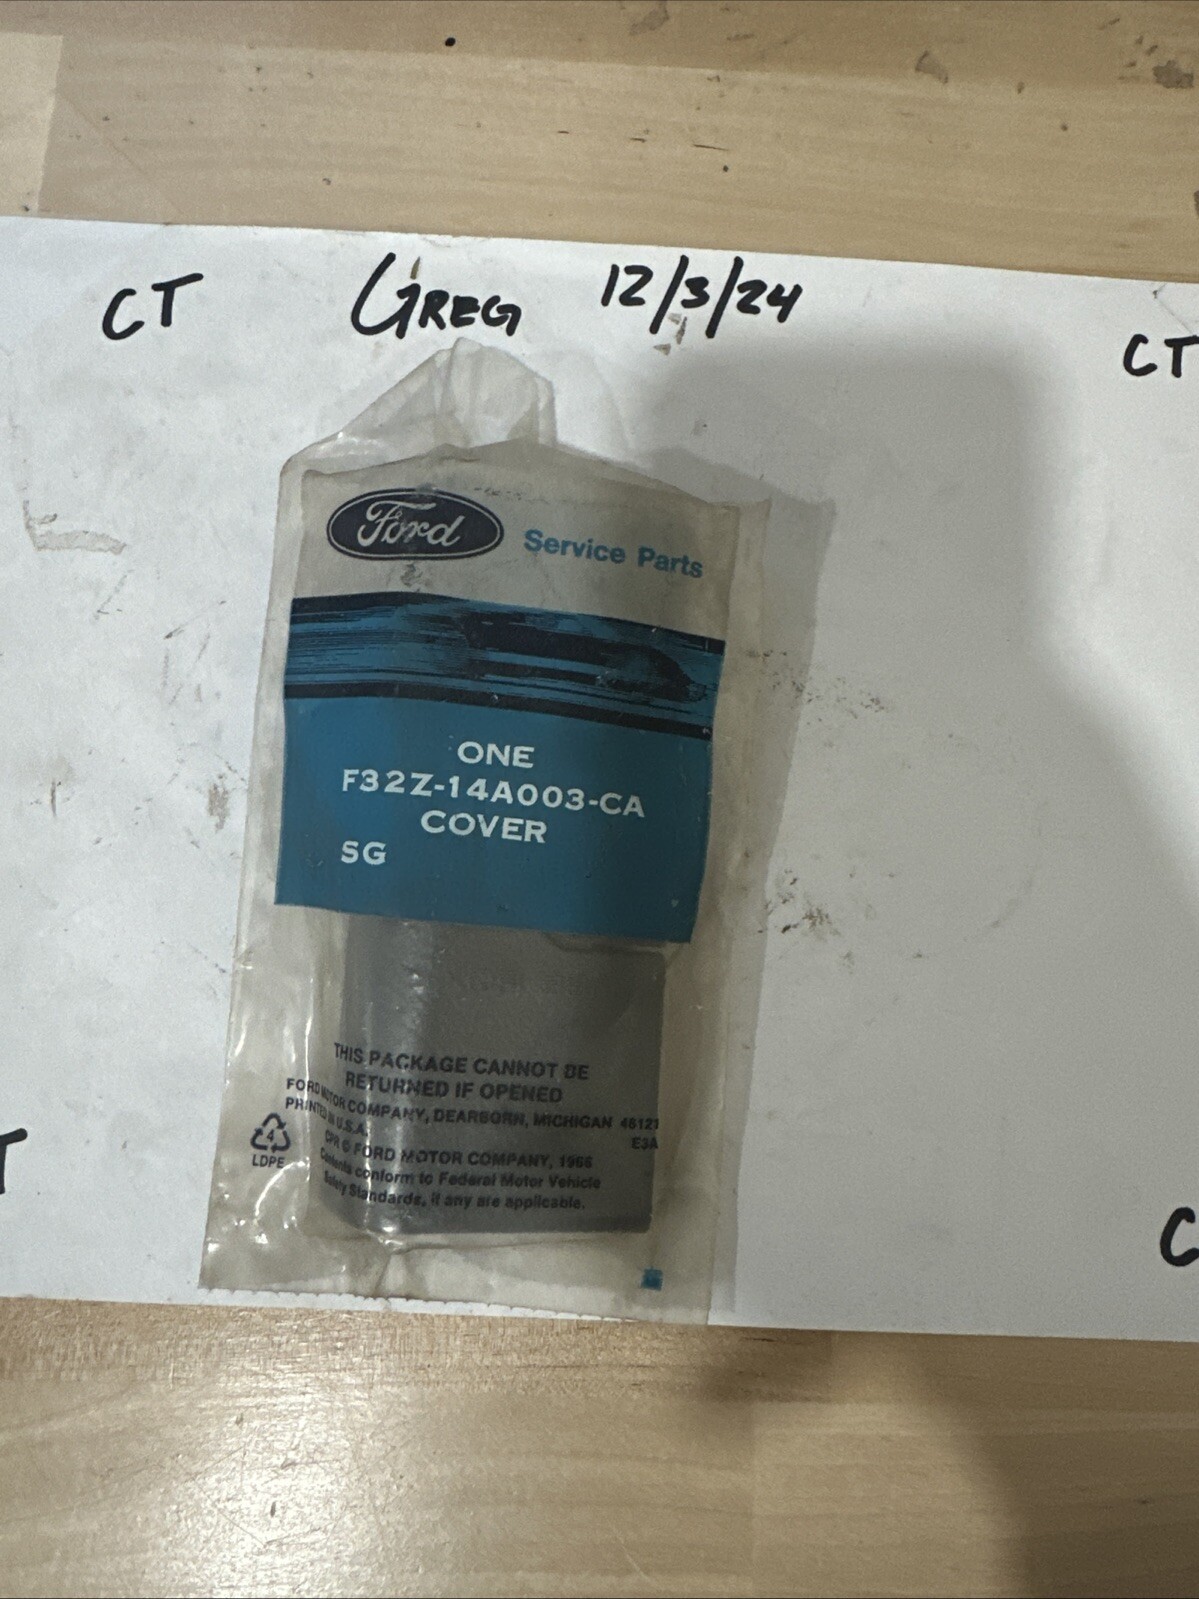 CT GREG 12/3/24
CT
Ford Service Parts
ONE
F32Z-14A003-CA
COVER
SG
THIS PACKAGE CANNOT BE
RETURNED IF OPENED
FORD MOTOR COMPANY, DEARBORN, MICHIGAN 48121
PRINTED IN U.S.A. E3A
CPR © FORD MOTOR COMPANY, 1966
Contents conform to Federal Motor Vehicle
Safety Standards, if any are applicable.
4
LDPE
T
C